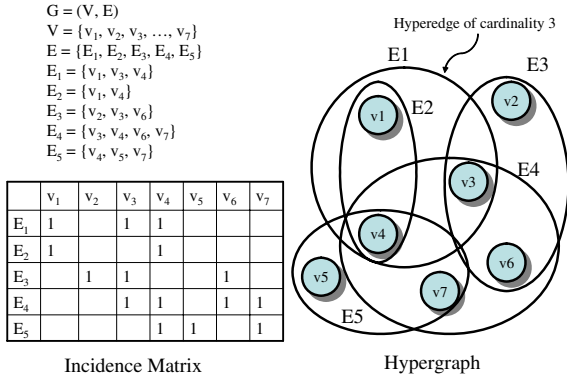 G = (V, E)
V = {v₁, v₂, v₃, …, v₇}
E = {E₁, E₂, E₃, E₄, E₅}
E₁ = {v₁, v₃, v₄}
E₂ = {v₁, v₄}
E₃ = {v₂, v₃, v₆}
E₄ = {v₃, v₄, v₆, v₇}
E₅ = {v₄, v₅, v₇}
v₁ v₂ v₃ v₄ v₅ v₆ v₇
E₁ 1 1 1
E₂ 1 1
E₃ 1 1 1
E₄ 1 1 1 1
E₅ 1 1 1
Incidence Matrix
Hyperedge of cardinality 3
E1
E3
v2
v1
E2
E4
v3
v4
v6
v5
v7
E5
Hypergraph